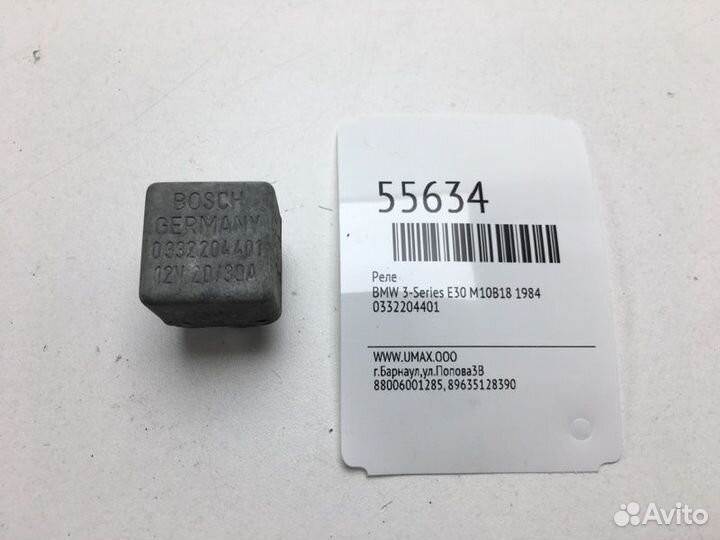 BOSCH
GERMANY
0332204401
12V 20/30A
55634
Реле
BMW 3-Series E30 M10B18 1984
0332204401
WWW.UMAX.OOO
г.Барнаул,ул.Попова3В
88006001285, 89635128390
Avito